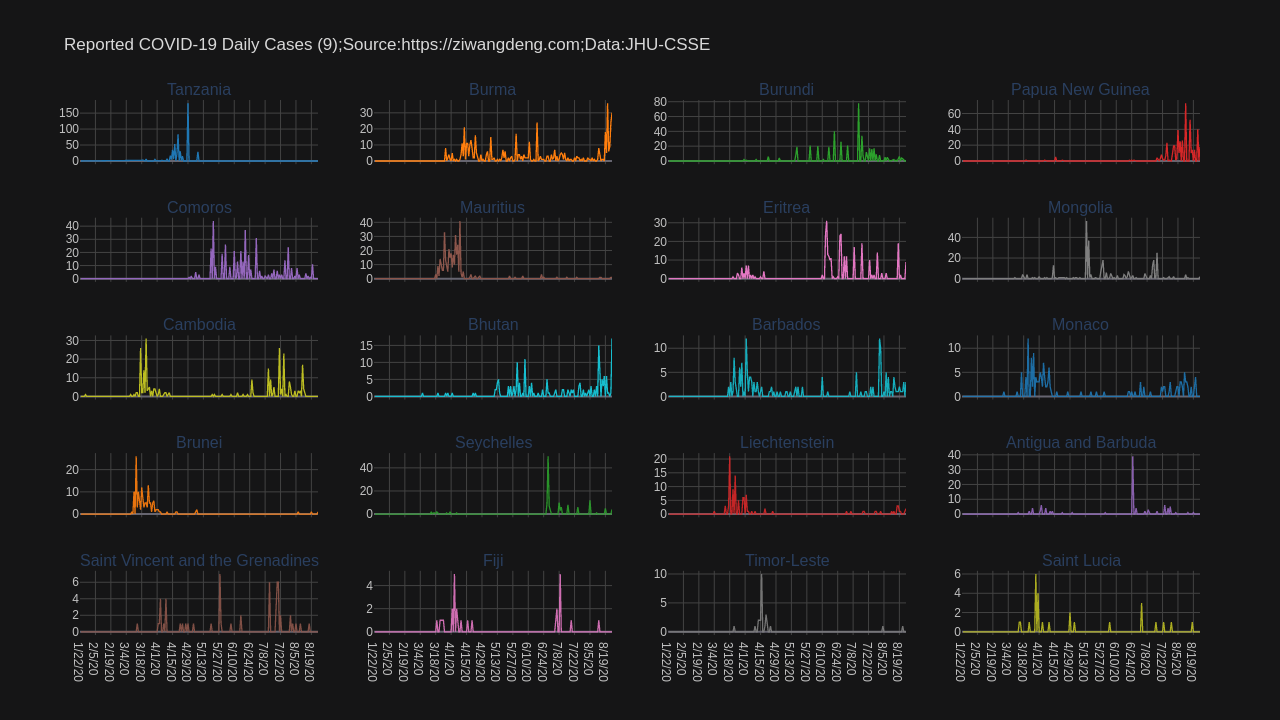 Reported COVID-19 Daily Cases (9);Source:https://ziwangdeng.com;Data:JHU-CSSE
Tanzania Burma Burundi Papua New Guinea
150 100 50 0
30 20 10 0
80 60 40 20 0
60 40 20 0
Comoros Mauritius Eritrea Mongolia
40 30 20 10 0
40 30 20 10 0
30 20 10 0
40 20 0
Cambodia Bhutan Barbados Monaco
30 20 10 0
15 10 5 0
10 5 0
10 5 0
Brunei Seychelles Liechtenstein Antigua and Barbuda
20 10 0
40 20 0
20 15 10 5 0
40 30 20 10 0
Saint Vincent and the Grenadines Fiji Timor-Leste Saint Lucia
6 4 2 0
4 2 0
10 5 0
6 4 2 0
1/22/20 2/5/20 2/19/20 3/4/20 3/18/20 4/1/20 4/15/20 4/29/20 5/13/20 5/27/20 6/10/20 6/24/20 7/8/20 7/22/20 8/5/20 8/19/20
1/22/20 2/5/20 2/19/20 3/4/20 3/18/20 4/1/20 4/15/20 4/29/20 5/13/20 5/27/20 6/10/20 6/24/20 7/8/20 7/22/20 8/5/20 8/19/20
1/22/20 2/5/20 2/19/20 3/4/20 3/18/20 4/1/20 4/15/20 4/29/20 5/13/20 5/27/20 6/10/20 6/24/20 7/8/20 7/22/20 8/5/20 8/19/20
1/22/20 2/5/20 2/19/20 3/4/20 3/18/20 4/1/20 4/15/20 4/29/20 5/13/20 5/27/20 6/10/20 6/24/20 7/8/20 7/22/20 8/5/20 8/19/20